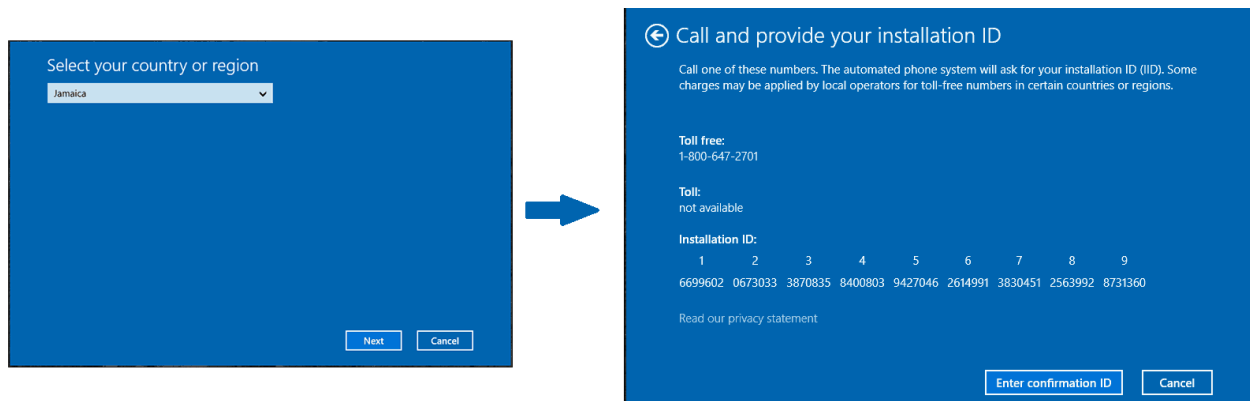 Select your country or region
Jamaica
Next Cancel
Call and provide your installation ID
Call one of these numbers. The automated phone system will ask for your installation ID (IID). Some
charges may be applied by local operators for toll-free numbers in certain countries or regions.
Toll free:
1-800-647-2701
Toll:
not available
Installation ID:
1 2 3 4 5 6 7 8 9
6699602 0673033 3870835 8400803 9427046 2614991 3830451 2563992 8731360
Read our privacy statement
Enter confirmation ID Cancel